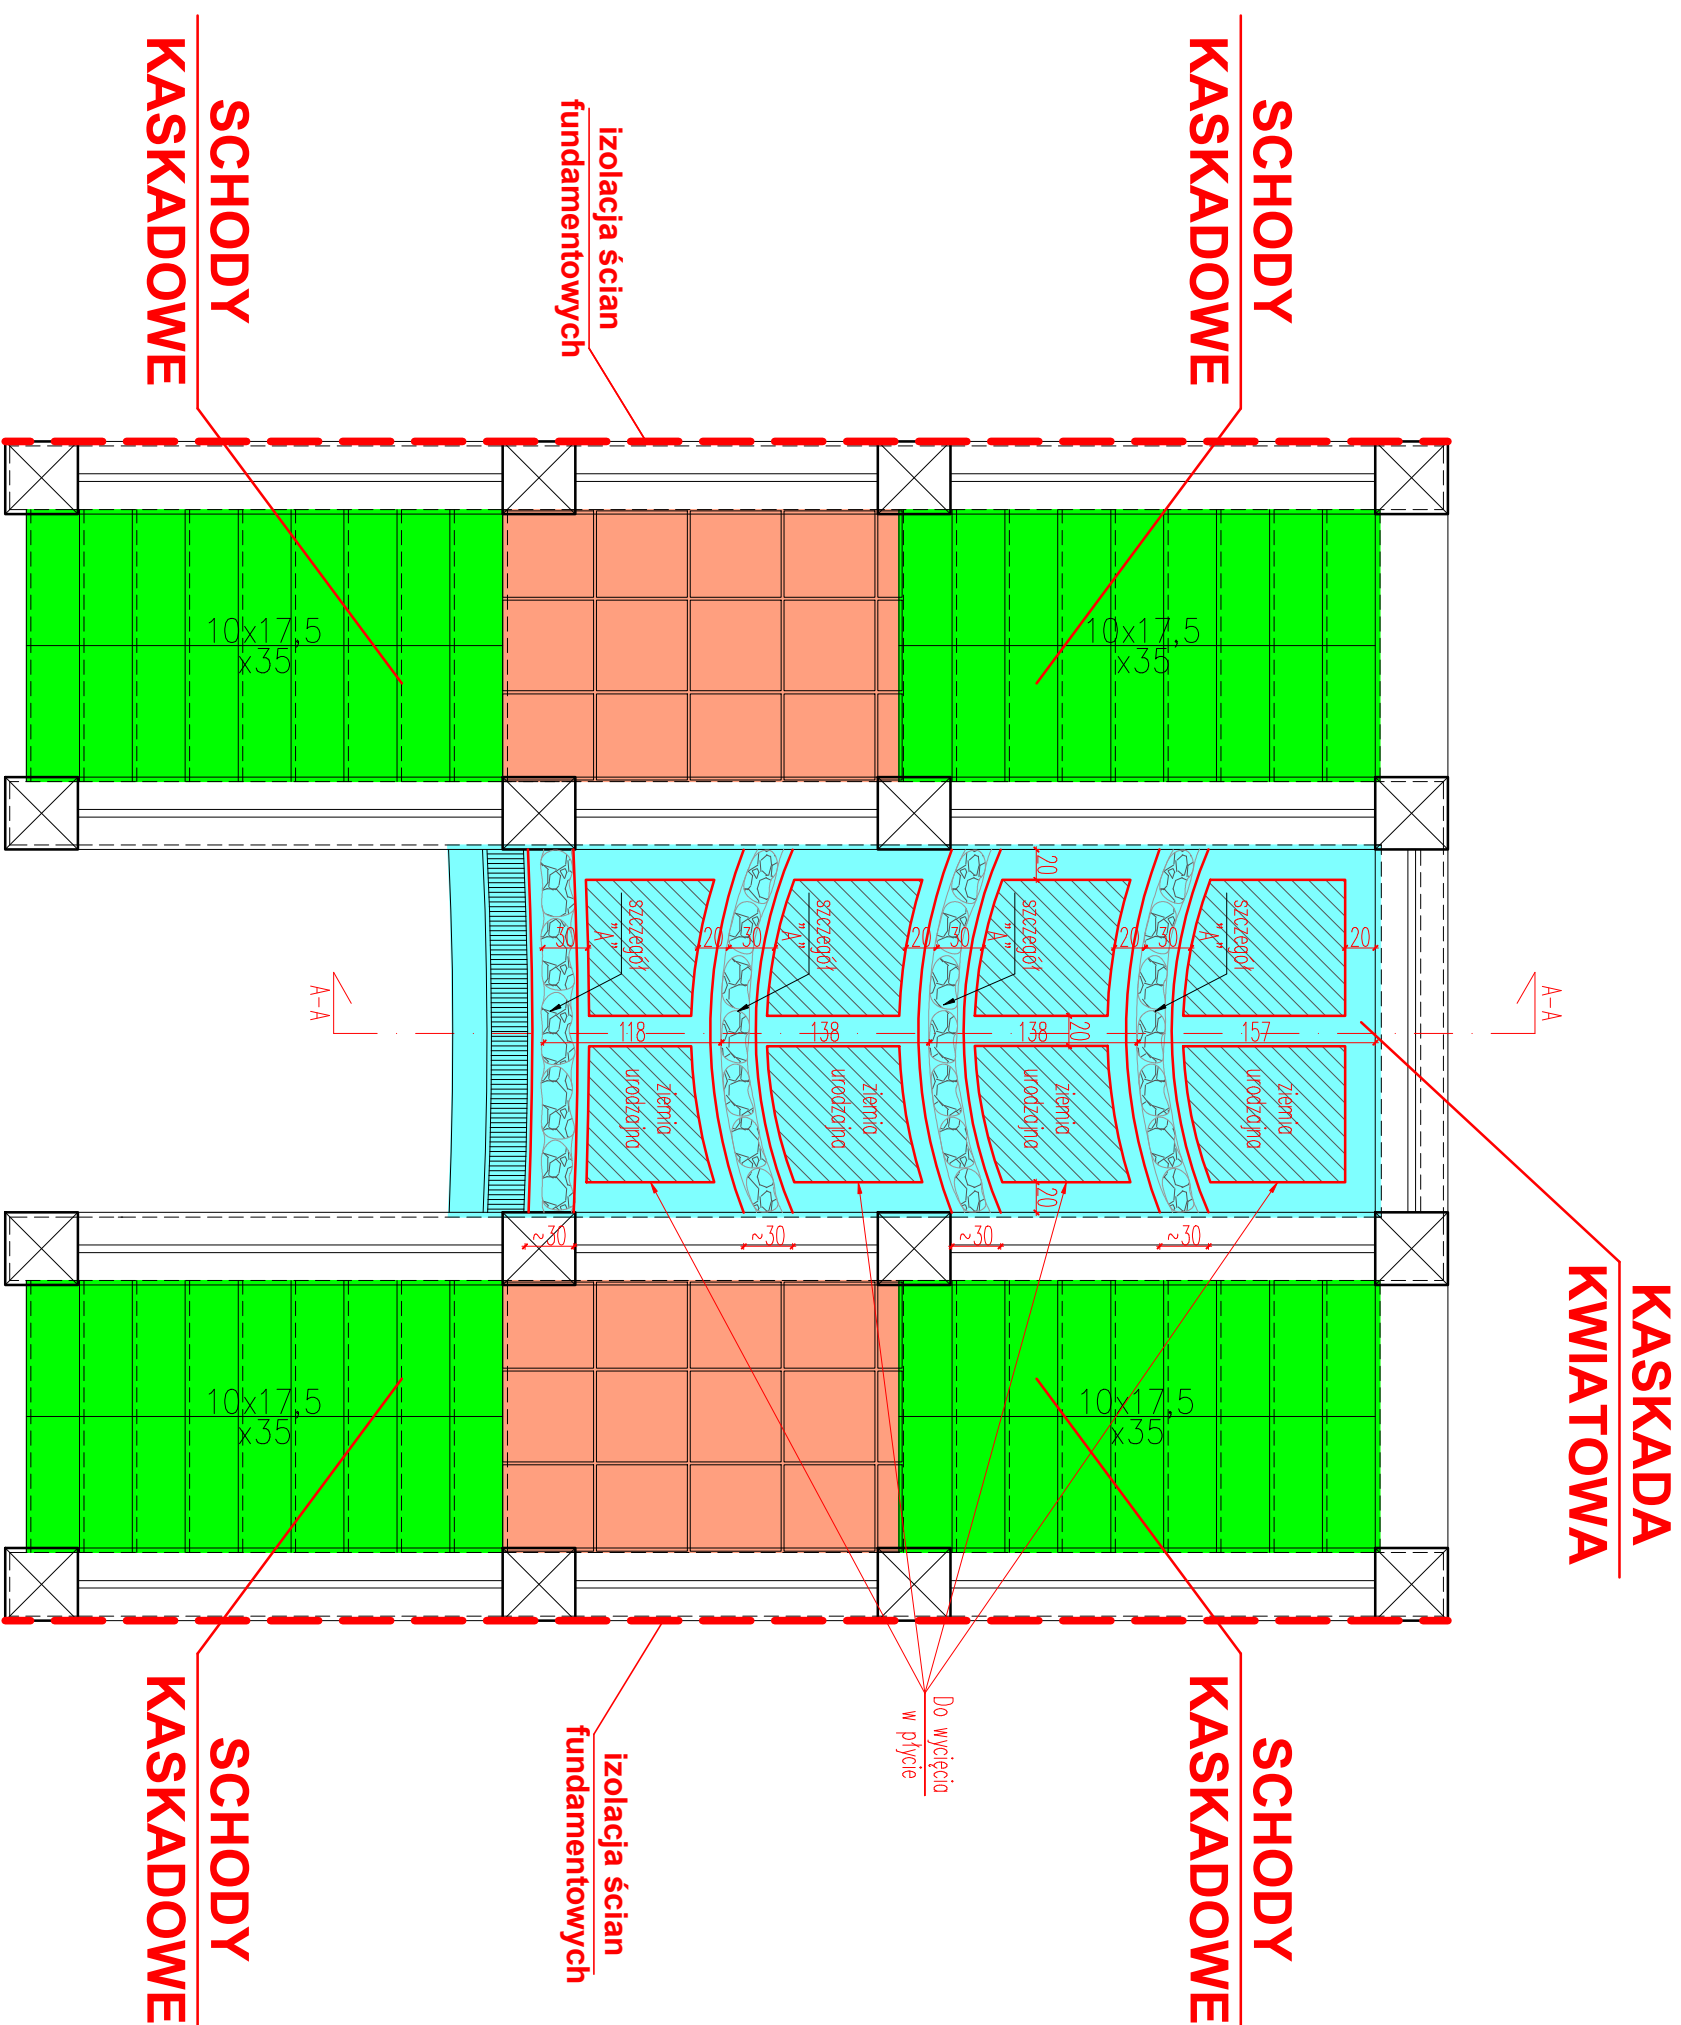 SCHODY
KASKADOWE
SCHODY
KASKADOWE
izolacja ścian
fundamentowych
KASKADA
KWIATOWA
10x17,5
x35
10x17,5
x35
A-A
A-A
szczegół
„A”
szczegół
„A”
szczegół
„A”
szczegół
„A”
20
30
20
30
20
30
20
30
20
118
138
138
157
20
20
20
ziemia
urodzajna
ziemia
urodzajna
ziemia
urodzajna
ziemia
urodzajna
~30
~30
~30
~30
10x17,5
x35
10x17,5
x35
Do wycięcia
w płycie
izolacja ścian
fundamentowych
SCHODY
KASKADOWE
SCHODY
KASKADOWE